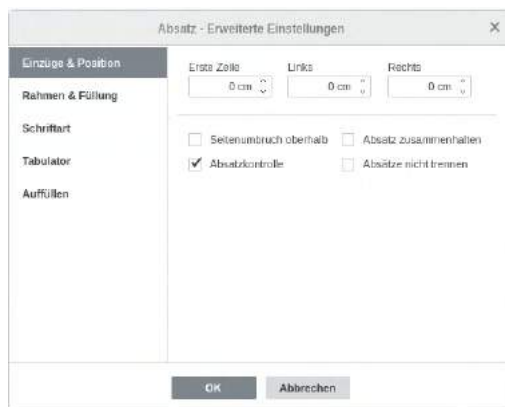 Absatz - Erweiterte Einstellungen
Einzüge & Position
Rahmen & Füllung
Schriftart
Tabulator
Auffüllen
Erste Zeile Links Rechts
0 cm 0 cm 0 cm
Seitenumbruch oberhalb Absatz zusammenhalten
Absatzkontrolle Absätze nicht trennen
OK Abbrechen